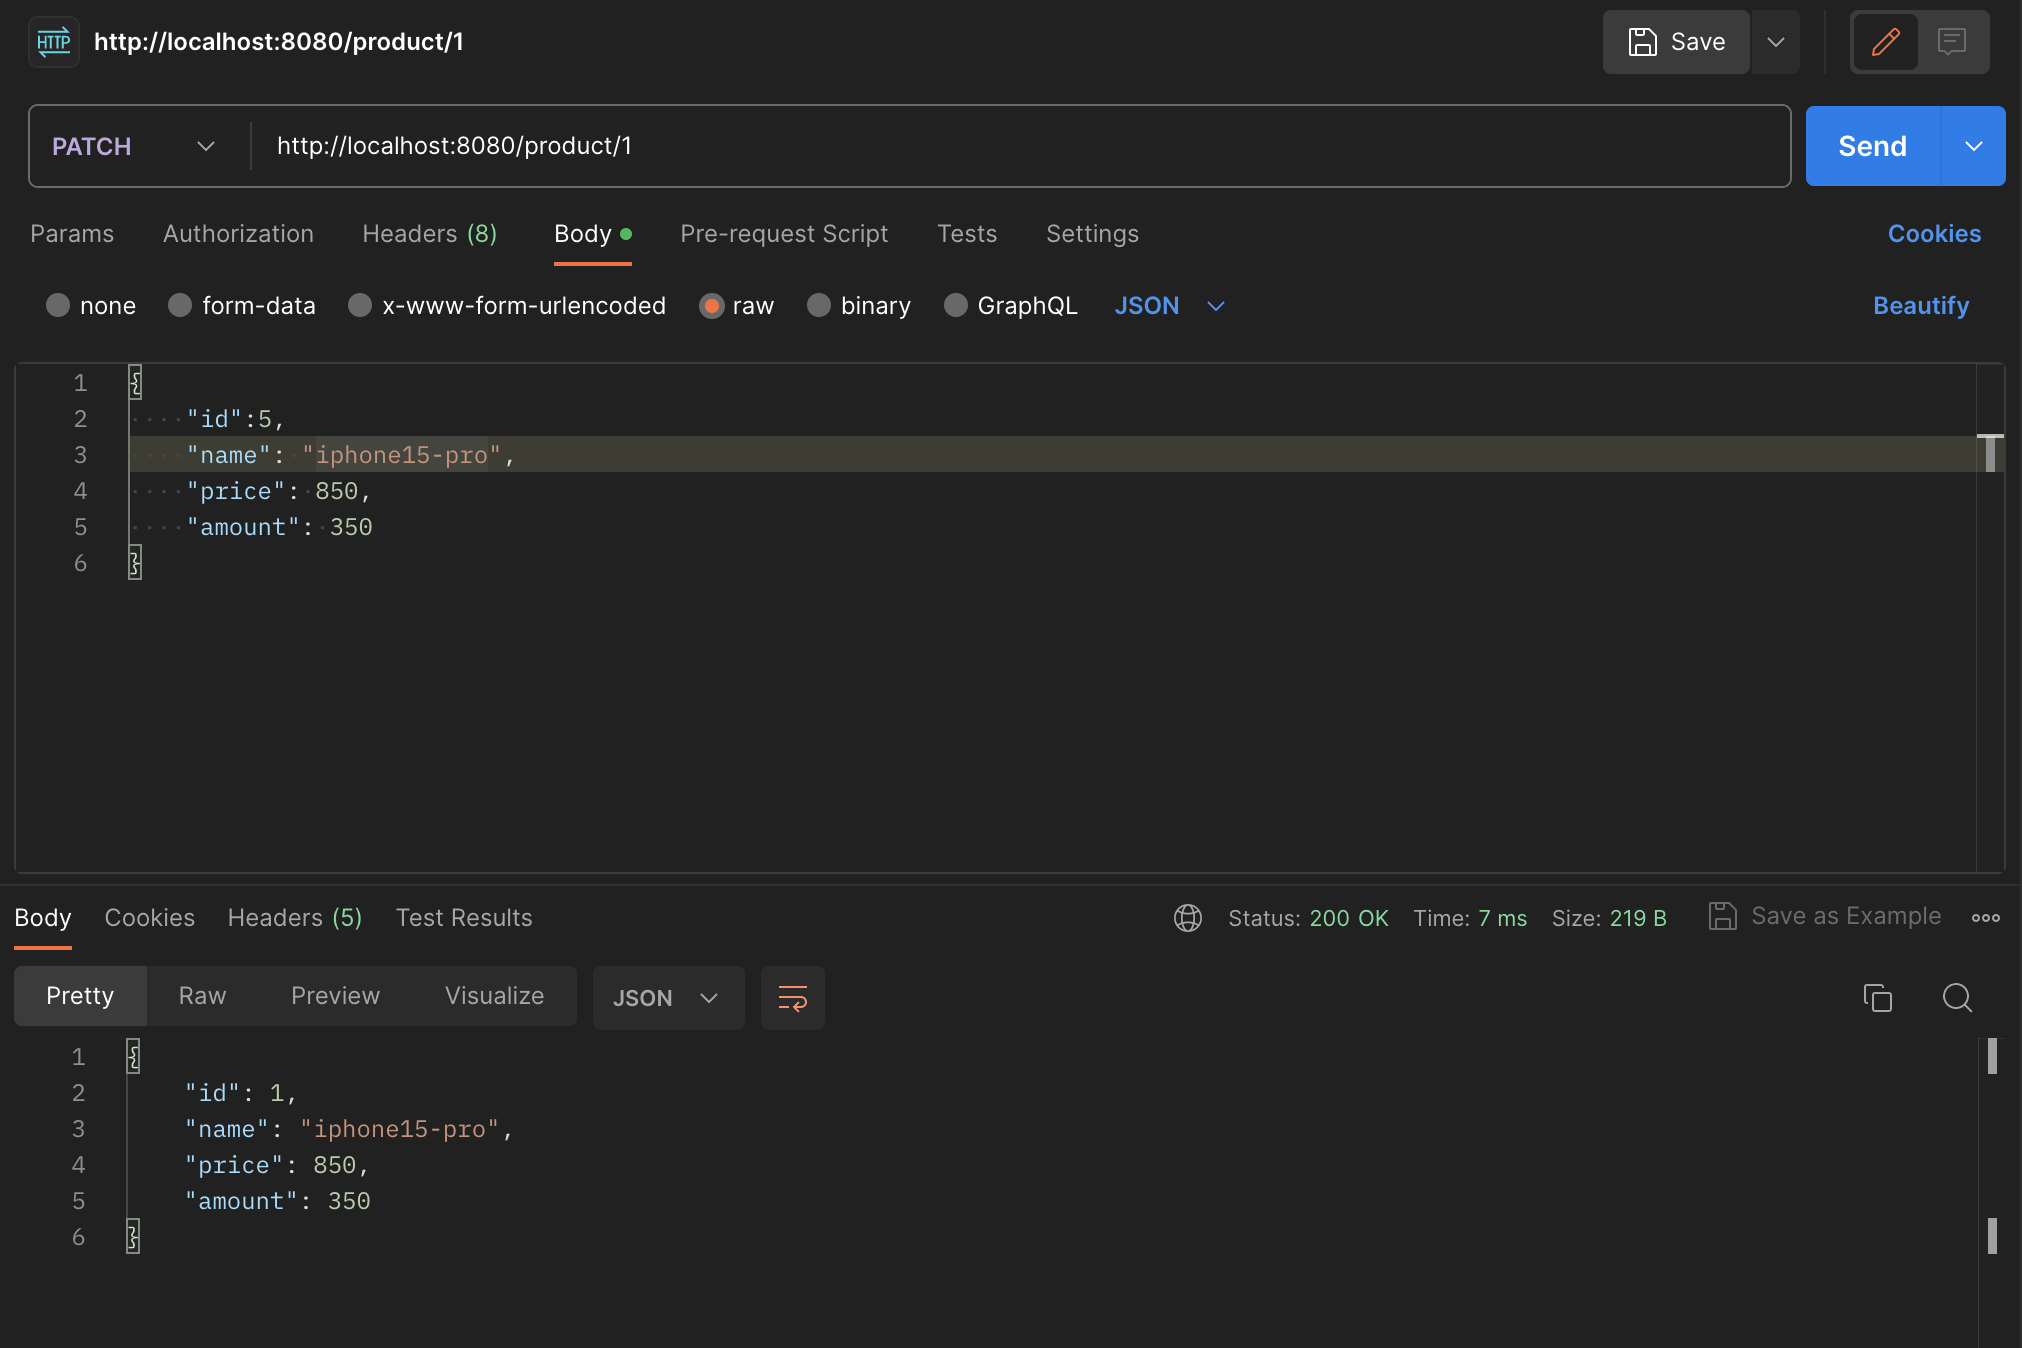 HTTP http://localhost:8080/product/1 Save
PATCH http://localhost:8080/product/1 Send
Params Authorization Headers (8) Body Pre-request Script Tests Settings Cookies
none form-data x-www-form-urlencoded raw binary GraphQL JSON Beautify
1 {
2 "id":5,
3 "name": "iphone15-pro",
4 "price": 850,
5 "amount": 350
6 }
Body Cookies Headers (5) Test Results Status: 200 OK Time: 7 ms Size: 219 B Save as Example
Pretty Raw Preview Visualize JSON
1 {
2 "id": 1,
3 "name": "iphone15-pro",
4 "price": 850,
5 "amount": 350
6 }